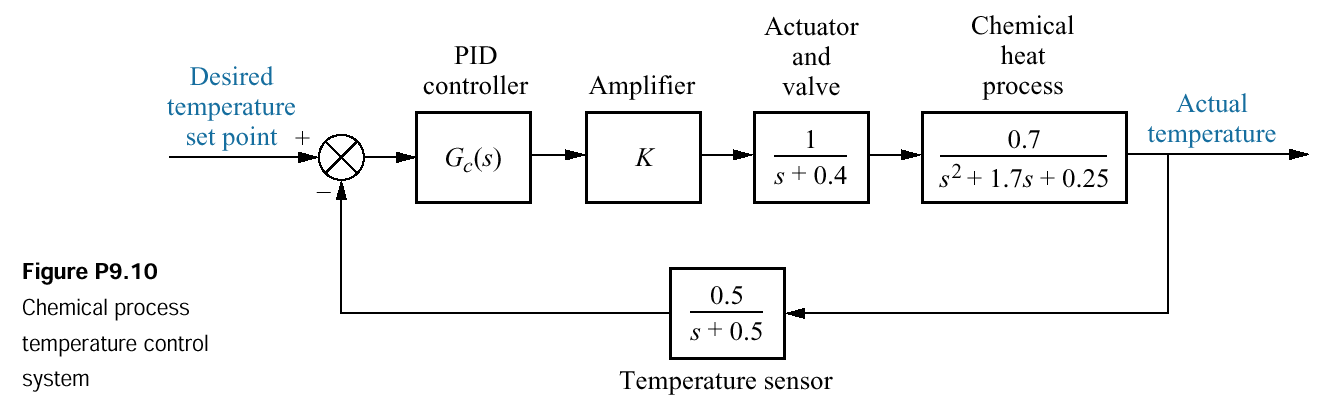 Desired
temperature
set point
+
−
PID
controller
G_c(s)
Amplifier
K
Actuator
and
valve
1
s + 0.4
Chemical
heat
process
0.7
s² + 1.7s + 0.25
Actual
temperature
0.5
s + 0.5
Temperature sensor
Figure P9.10
Chemical process
temperature control
system